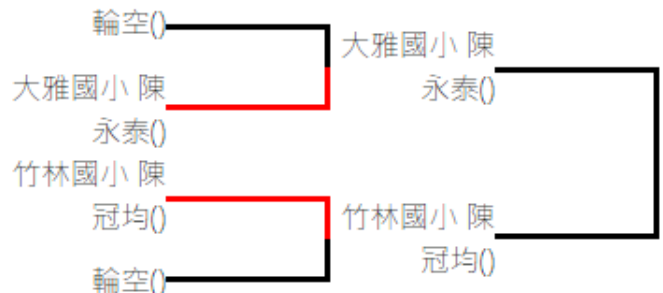 輪空()
大雅國小 陳
永泰()
竹林國小 陳
冠均()
輪空()
大雅國小 陳
永泰()
竹林國小 陳
冠均()